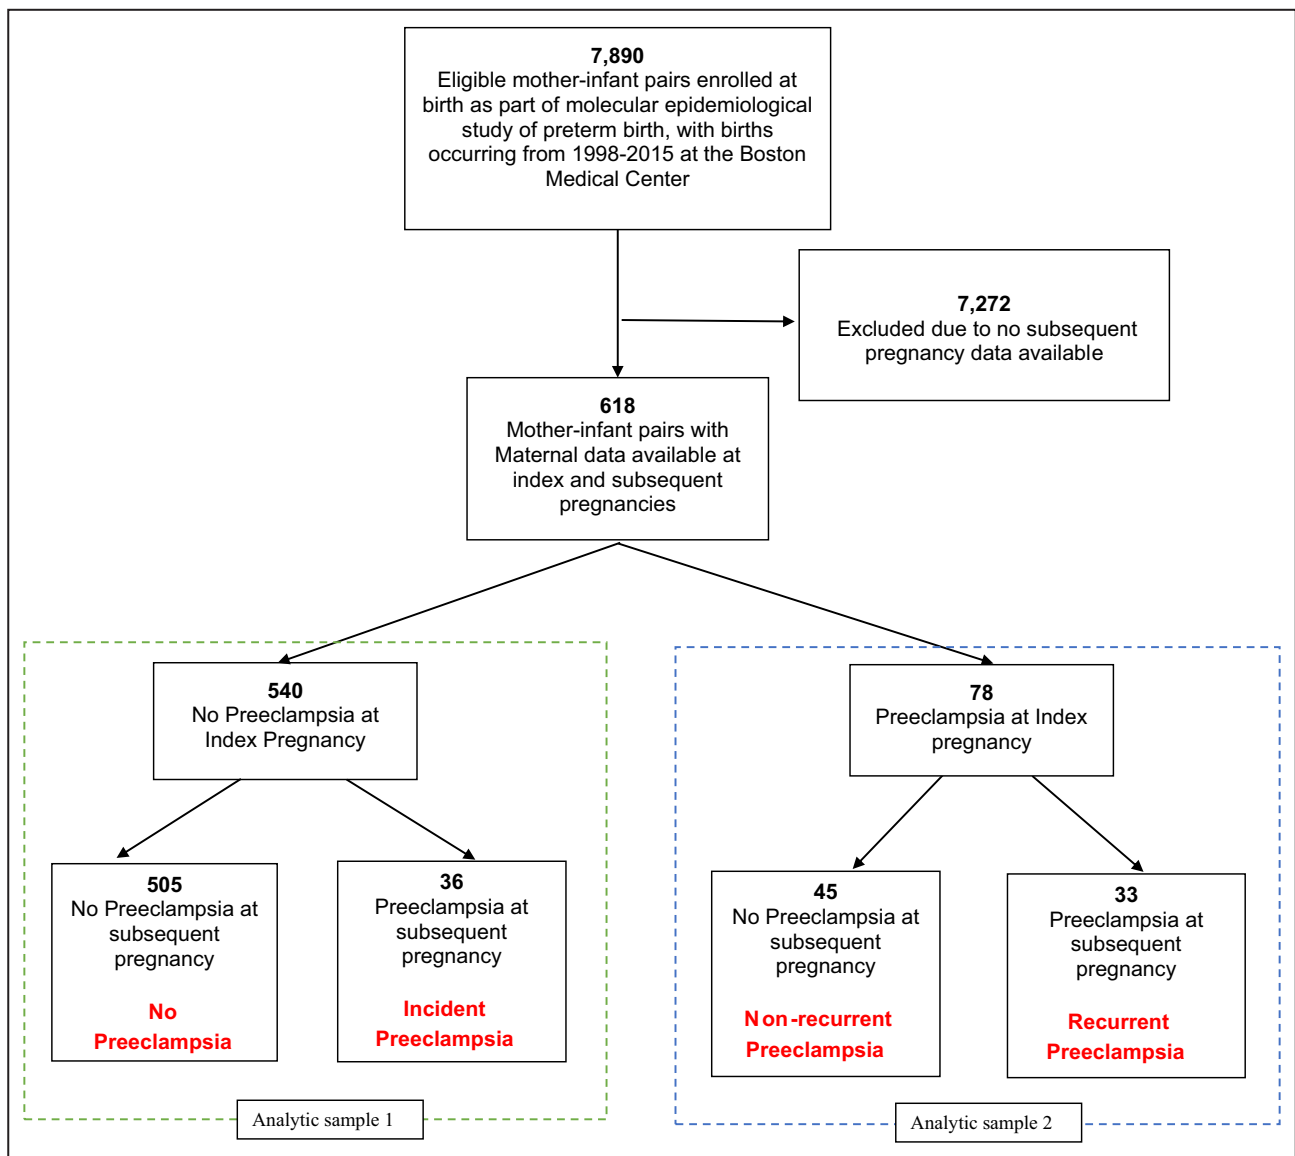 7,890
Eligible mother-infant pairs enrolled at
birth as part of molecular epidemiological
study of preterm birth, with births
occurring from 1998-2015 at the Boston
Medical Center
7,272
Excluded due to no subsequent
pregnancy data available
618
Mother-infant pairs with
Maternal data available at
index and subsequent
pregnancies
540
No Preeclampsia at
Index Pregnancy
78
Preeclampsia at Index
pregnancy
505
No Preeclampsia at
subsequent
pregnancy
No
Preeclampsia
36
Preeclampsia at
subsequent
pregnancy
Incident
Preeclampsia
45
No Preeclampsia at
subsequent
pregnancy
Non-recurrent
Preeclampsia
33
Preeclampsia at
subsequent
pregnancy
Recurrent
Preeclampsia
Analytic sample 1
Analytic sample 2